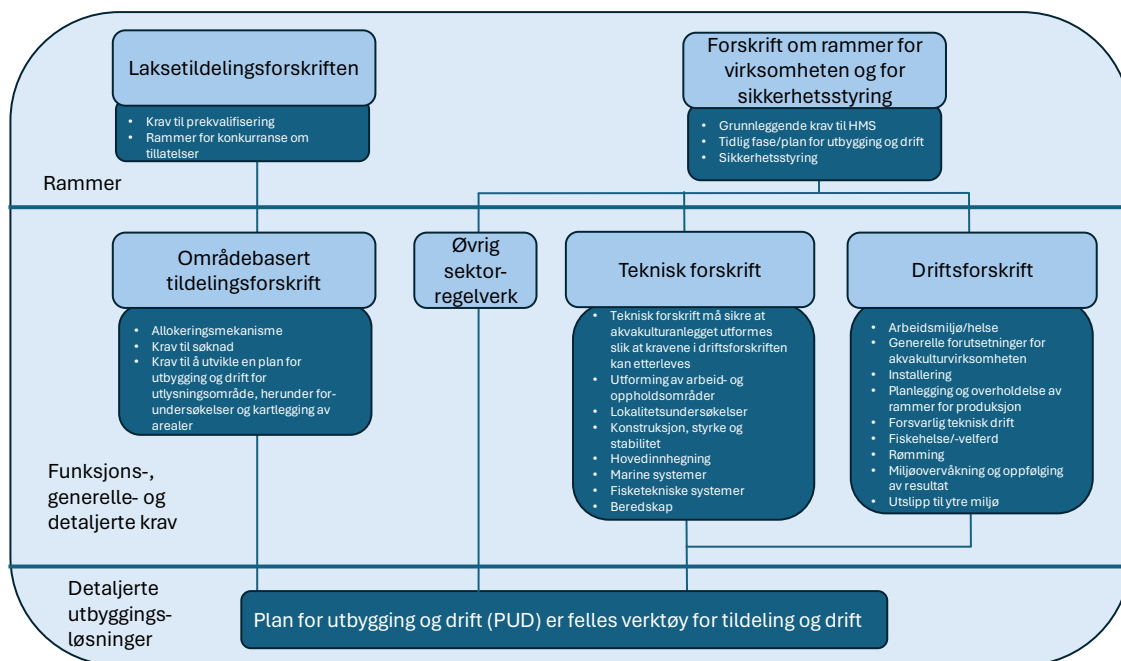 Laksetildelingsforskriften
• Krav til prekvalifisering
• Rammer for konkurranse om
tillatelser
Forskrift om rammer for
virksomheten og for
sikkerhetsstyring
• Grunnleggende krav til HMS
• Tidlig fase/plan for utbygging og drift
• Sikkerhetsstyring
Rammer
Områdebasert
tildelingsforskrift
• Allokeringsmekanisme
• Krav til søknad
• Krav til å utvikle en plan for
utbygging og drift for
utlysningsområde, herunder for-
undersøkelser og kartlegging av
arealer
Øvrig
sektor-
regelverk
Teknisk forskrift
• Teknisk forskrift må sikre at
akvakulturanlegget utformes
slik at kravene i driftsforskriften
kan etterleves
• Utforming av arbeid- og
oppholdsområder
• Lokalitetsundersøkelser
• Konstruksjon, styrke og
stabilitet
• Hovedinnhegning
• Marine systemer
• Fisketekniske systemer
• Beredskap
Driftsforskrift
• Arbeidsmiljø/helse
• Generelle forutsetninger for
akvakulturvirksomheten
• Installering
• Planlegging og overholdelse av
rammer for produksjon
• Forsvarlig teknisk drift
• Fiskehelse/-velferd
• Rømming
• Miljøovervåkning og oppfølging
av resultat
• Utslipp til ytre miljø
Funksjons-,
generelle- og
detaljerte krav
Detaljerte
utbyggings-
løsninger
Plan for utbygging og drift (PUD) er felles verktøy for tildeling og drift